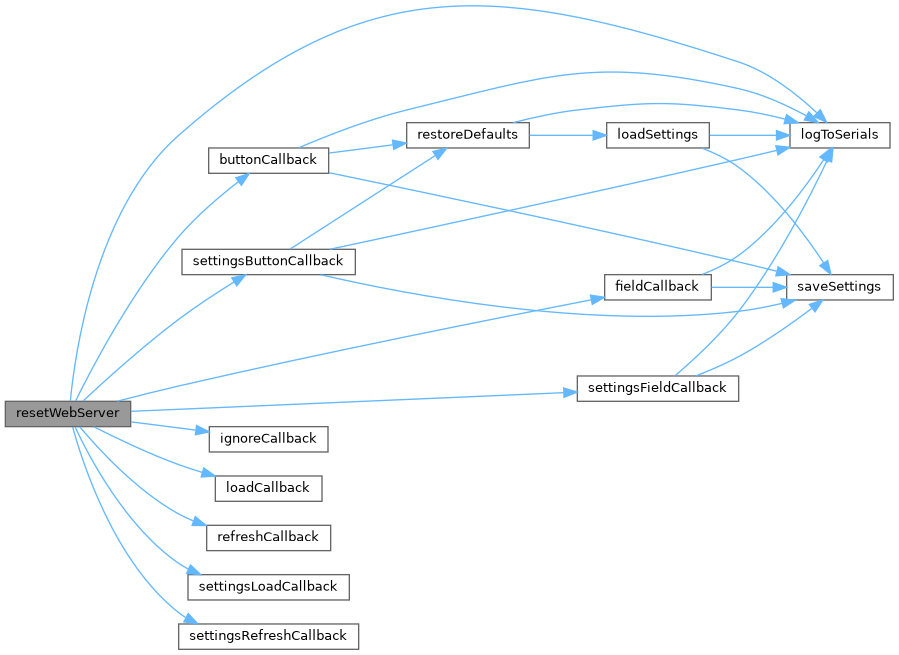 restoreDefaults
loadSettings
logToSerials
buttonCallback
settingsButtonCallback
fieldCallback
saveSettings
settingsFieldCallback
resetWebServer
ignoreCallback
loadCallback
refreshCallback
settingsLoadCallback
settingsRefreshCallback